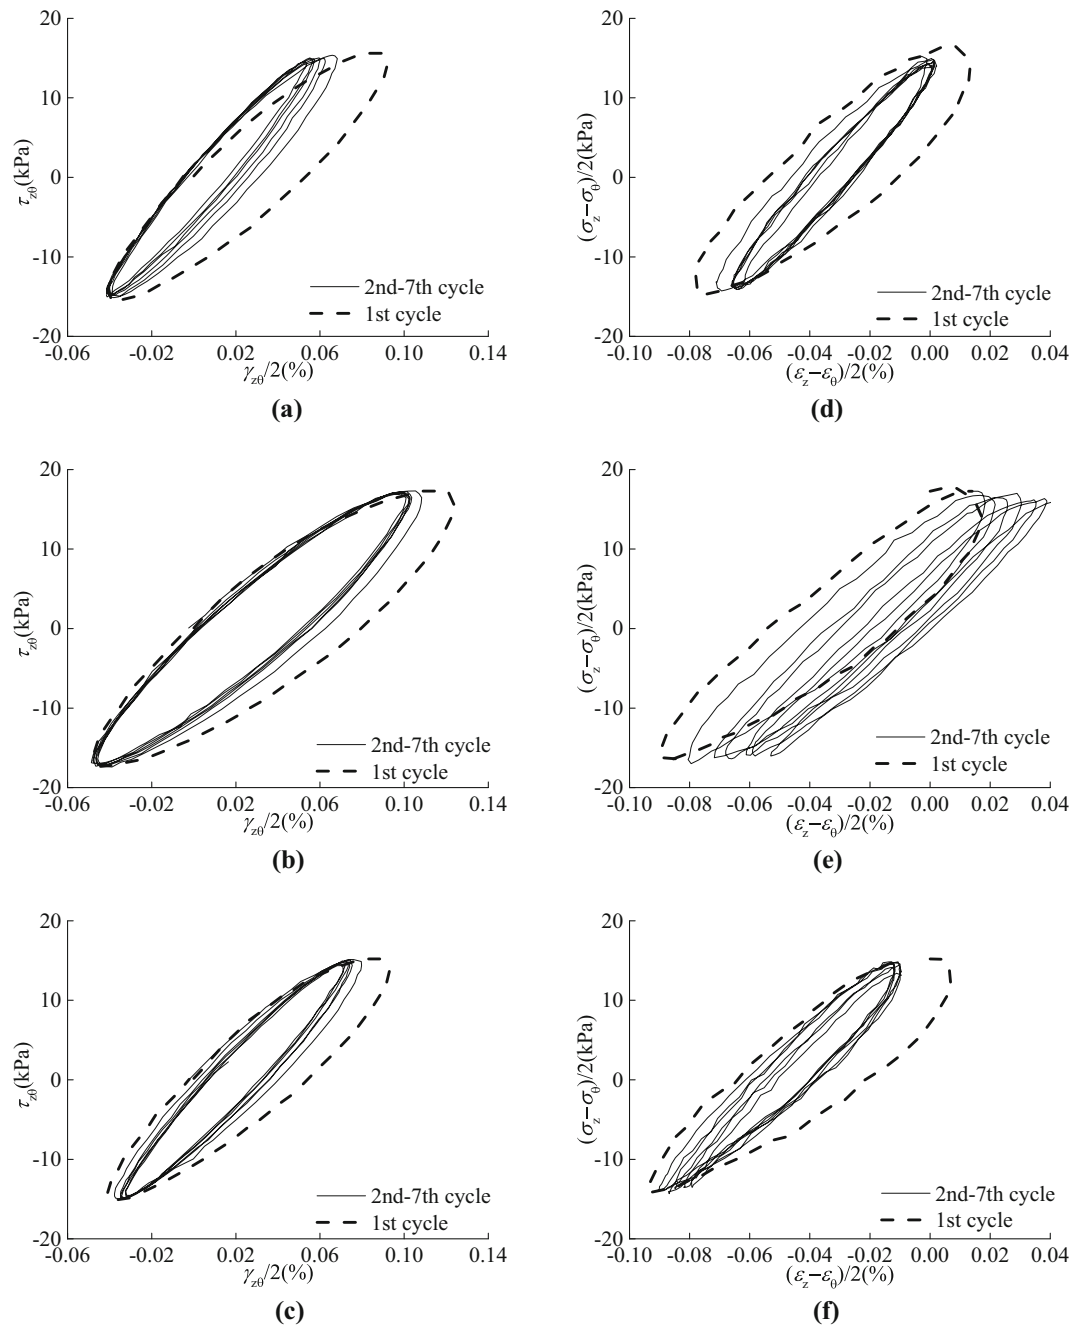 20
10
0
-10
-20
τzθ(kPa)
2nd-7th cycle
1st cycle
-0.06 -0.02 0.02 0.06 0.10 0.14
γzθ/2(%)
(a)
20
10
0
-10
-20
(σz−σθ)/2(kPa)
2nd-7th cycle
1st cycle
-0.10 -0.08 -0.06 -0.04 -0.02 0.00 0.02 0.04
(εz−εθ)/2(%)
(d)
20
10
0
-10
-20
τzθ(kPa)
2nd-7th cycle
1st cycle
-0.06 -0.02 0.02 0.06 0.10 0.14
γzθ/2(%)
(b)
20
10
0
-10
-20
(σz−σθ)/2(kPa)
2nd-7th cycle
1st cycle
-0.10 -0.08 -0.06 -0.04 -0.02 0.00 0.02 0.04
(εz−εθ)/2(%)
(e)
20
10
0
-10
-20
τzθ(kPa)
2nd-7th cycle
1st cycle
-0.06 -0.02 0.02 0.06 0.10 0.14
γzθ/2(%)
(c)
20
10
0
-10
-20
(σz−σθ)/2(kPa)
2nd-7th cycle
1st cycle
-0.10 -0.08 -0.06 -0.04 -0.02 0.00 0.02 0.04
(εz−εθ)/2(%)
(f)